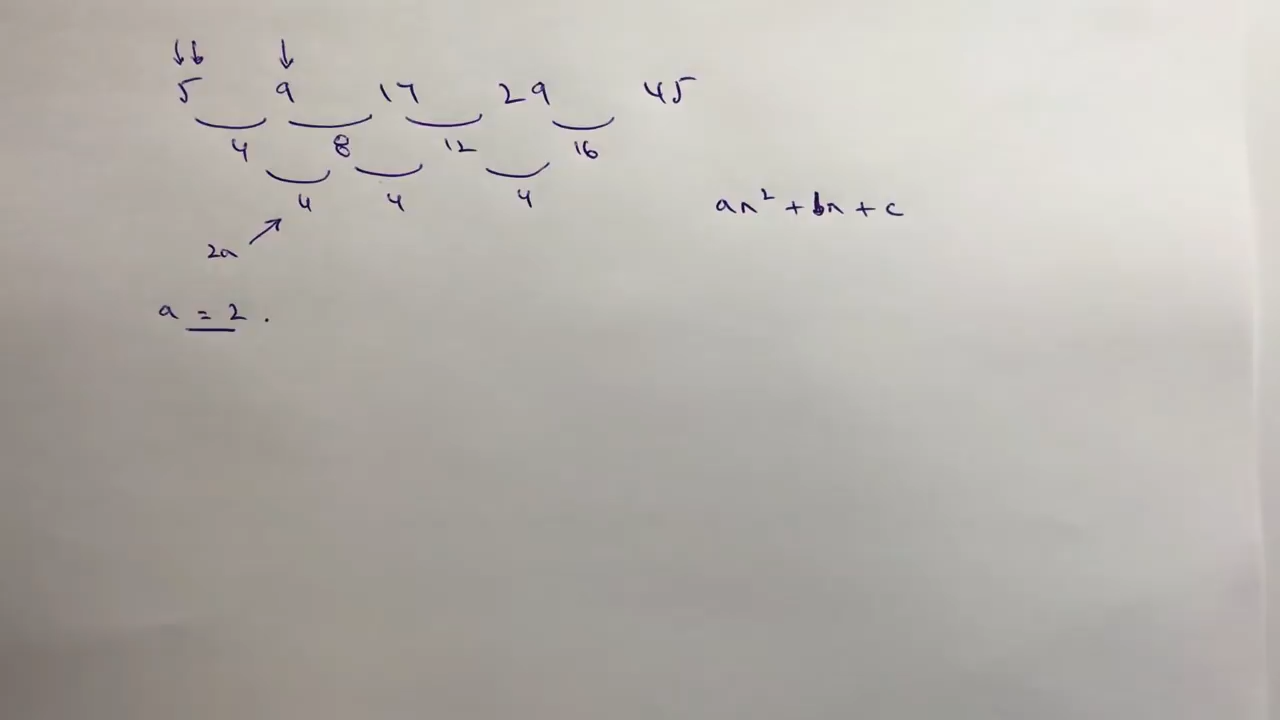 ↓↓ ↓
5 9 17 29 45
4 8 12 16
4 4 4
an² + bn + c
2a
a = 2 .